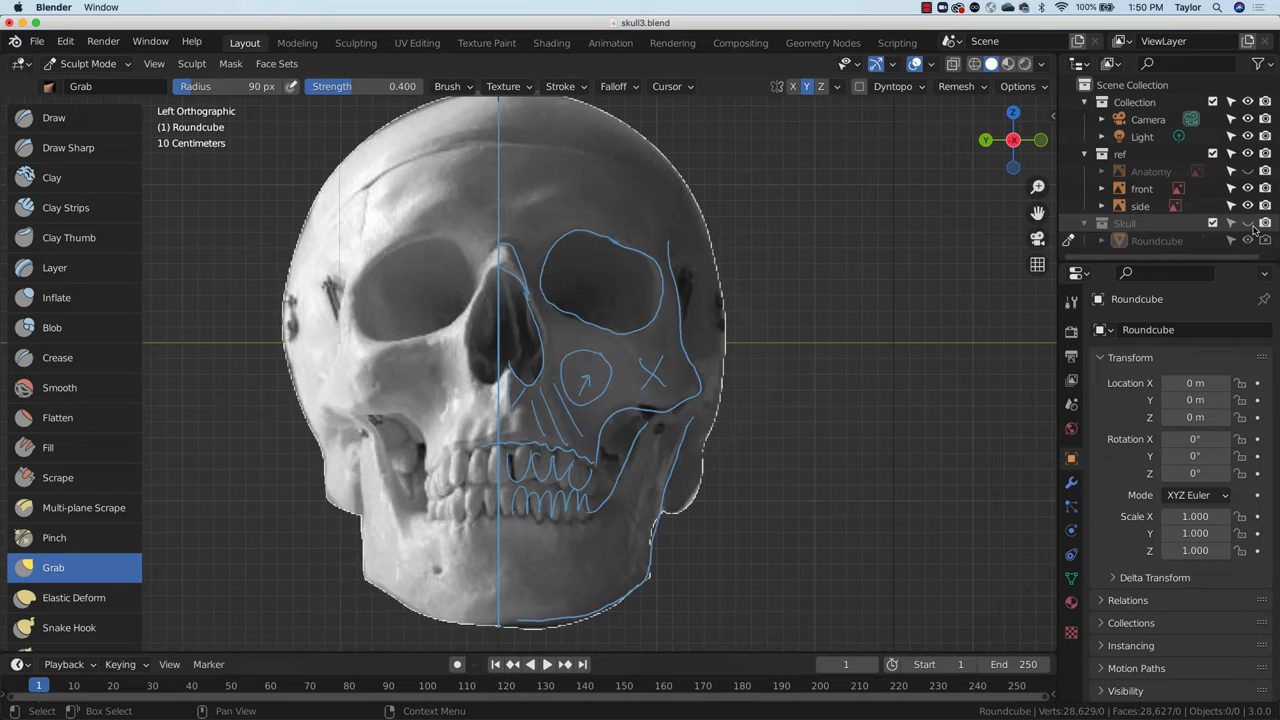 Blender Window 100% 1:50 PM Taylor
skull3.blend
File Edit Render Window Help Layout Modeling Sculpting UV Editing Texture Paint Shading Animation Rendering Compositing Geometry Nodes Scripting Scene ViewLayer
Sculpt Mode View Sculpt Mask Face Sets
Grab Radius 90 px Strength 0.400 Brush Texture Stroke Falloff Cursor X Y Z Dyntopo Remesh Options
Scene Collection
Collection
Camera
Light
ref
Anatomy
front
side
Skull
Roundcube
Left Orthographic
(1) Roundcube
10 Centimeters
Z
Y
X
Draw
Draw Sharp
Clay
Clay Strips
Clay Thumb
Layer
Inflate
Blob
Crease
Smooth
Flatten
Fill
Scrape
Multi-plane Scrape
Pinch
Grab
Elastic Deform
Snake Hook
Roundcube
Roundcube
Transform
Location X 0 m
Y 0 m
Z 0 m
Rotation X 0°
Y 0°
Z 0°
Mode XYZ Euler
Scale X 1.000
Y 1.000
Z 1.000
Delta Transform
Relations
Collections
Instancing
Motion Paths
Visibility
Playback Keying View Marker 1 Start 1 End 250
1 10 20 30 40 50 60 70 80 90 100 110 120 130 140 150 160 170 180 190 200 210 220 230 240 250
Select Box Select Pan View Context Menu Roundcube | Verts:28,629/0 | Faces:28,627/0 | Objects:0/0 | 3.0.0